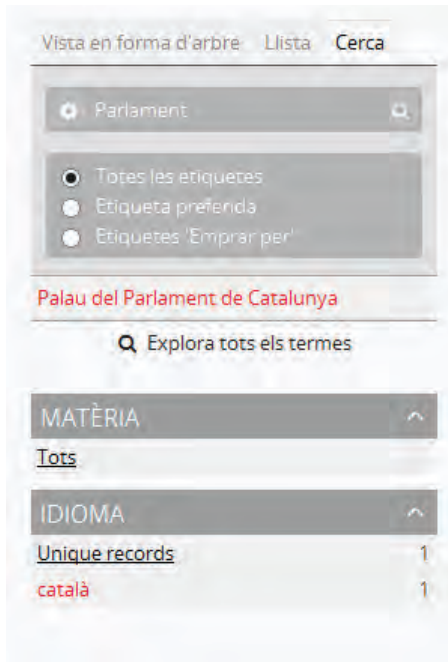 Vista en forma d'arbre Llista Cerca
Parlament
Totes les etiquetes
Etiqueta preferida
Etiquetes 'Emprar per'
Palau del Parlament de Catalunya
Explora tots els termes
MATÈRIA
Tots
IDIOMA
Unique records 1
català 1